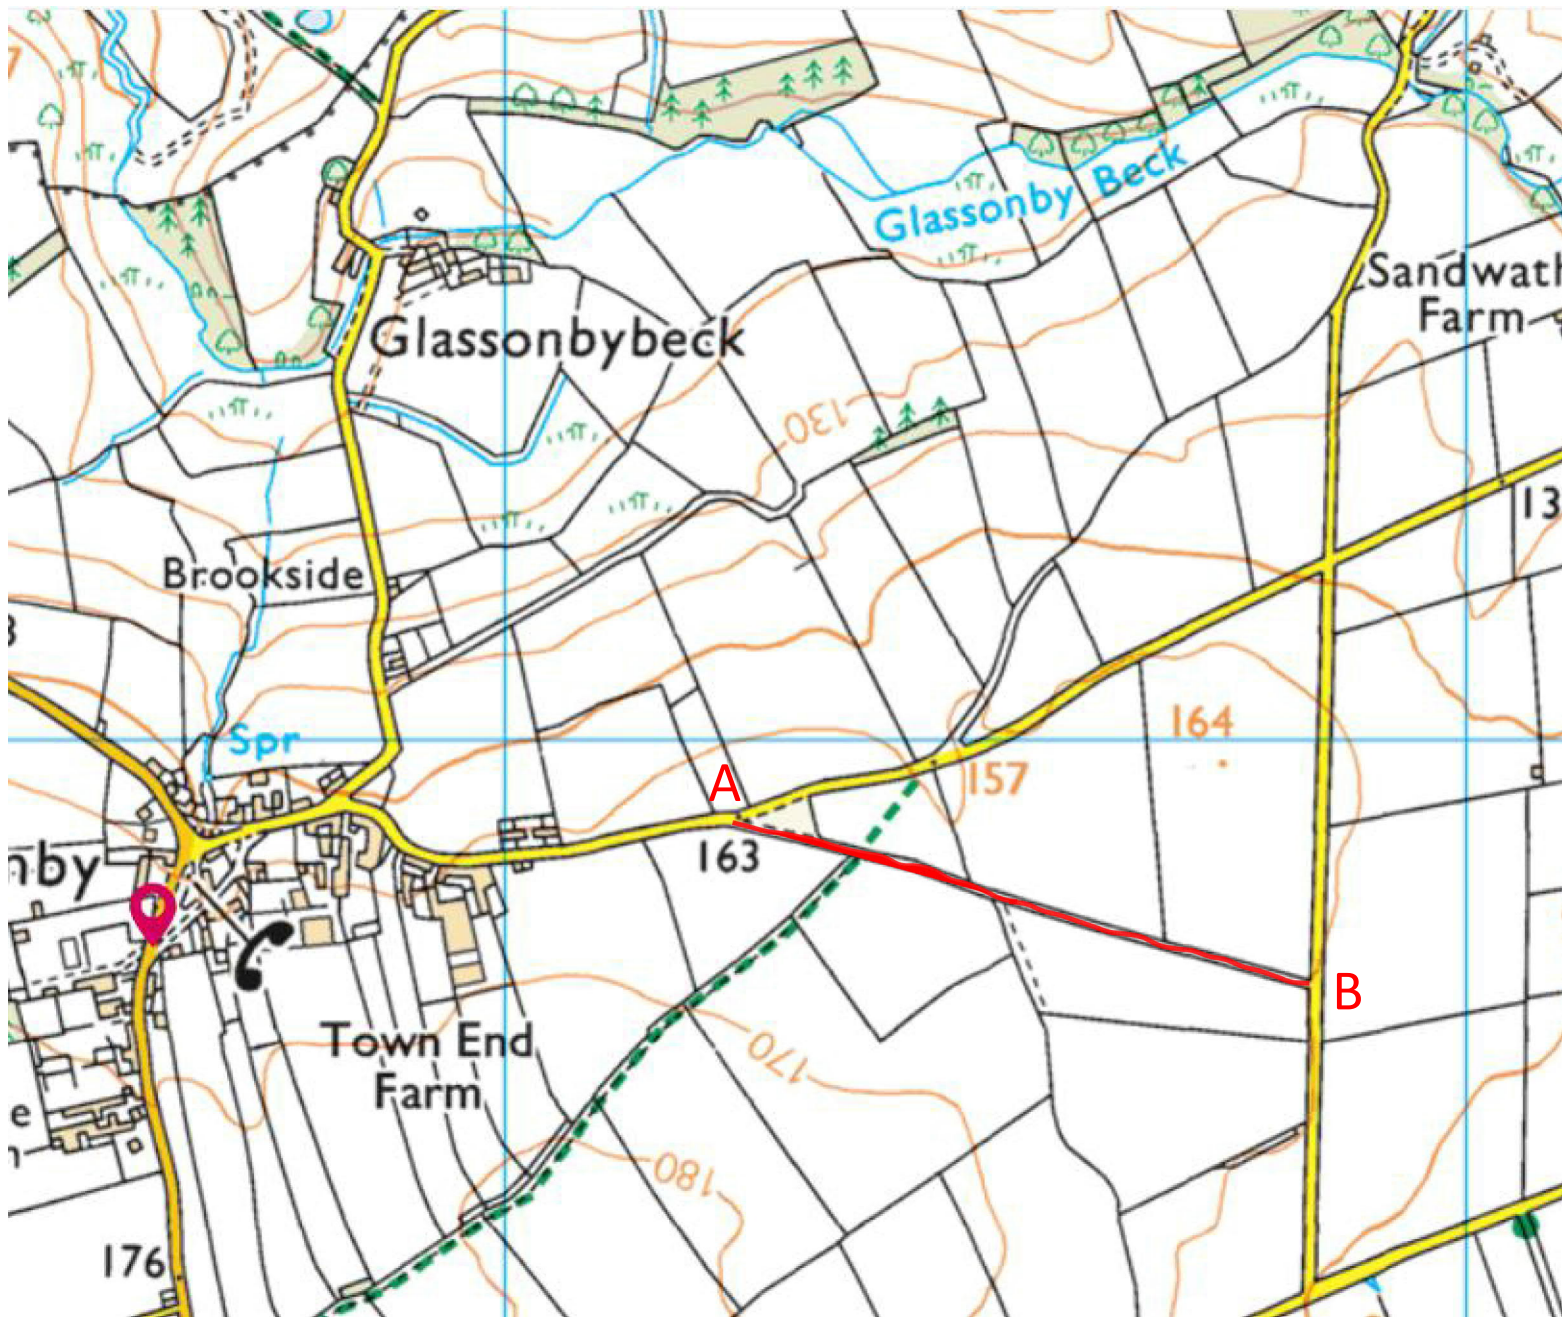 Glassonby Beck
Sandwath
Farm
Glassonbybeck
130
13
Brookside
3
Spr
164
A
157
163
nby
B
Town End
Farm
170
e
180
176